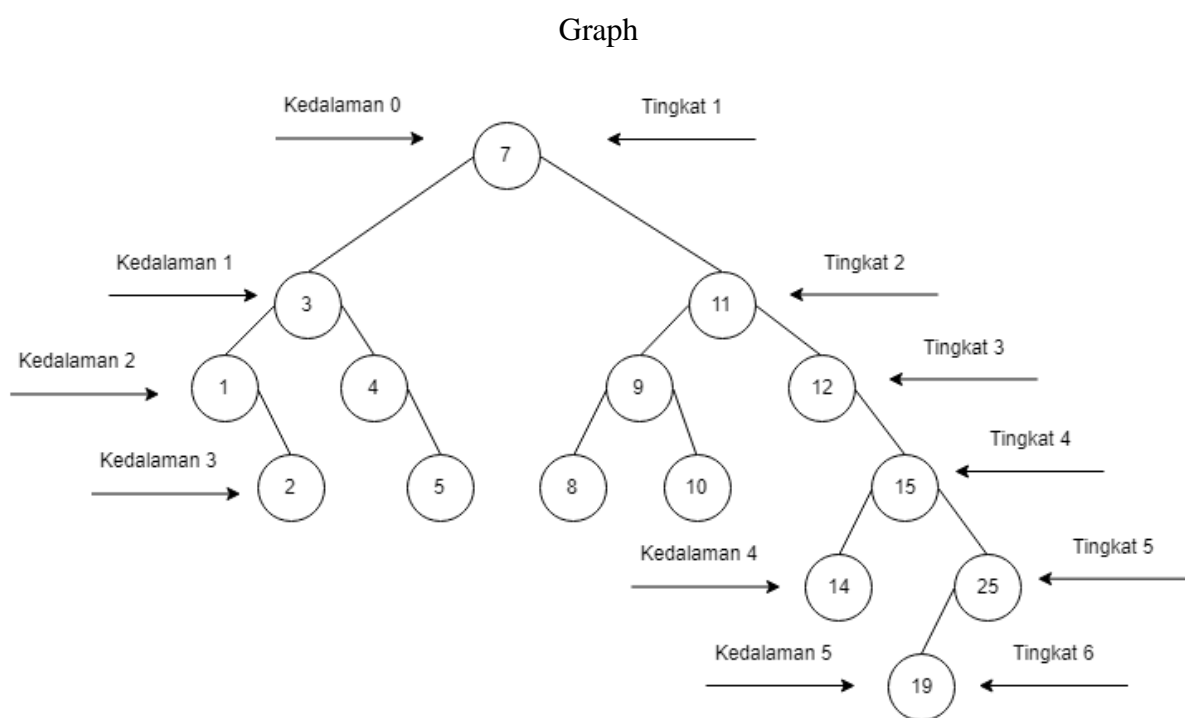 Graph
Kedalaman 0
Tingkat 1
7
Kedalaman 1
Tingkat 2
3
11
Kedalaman 2
Tingkat 3
1
4
9
12
Kedalaman 3
Tingkat 4
2
5
8
10
15
Kedalaman 4
Tingkat 5
14
25
Kedalaman 5
Tingkat 6
19